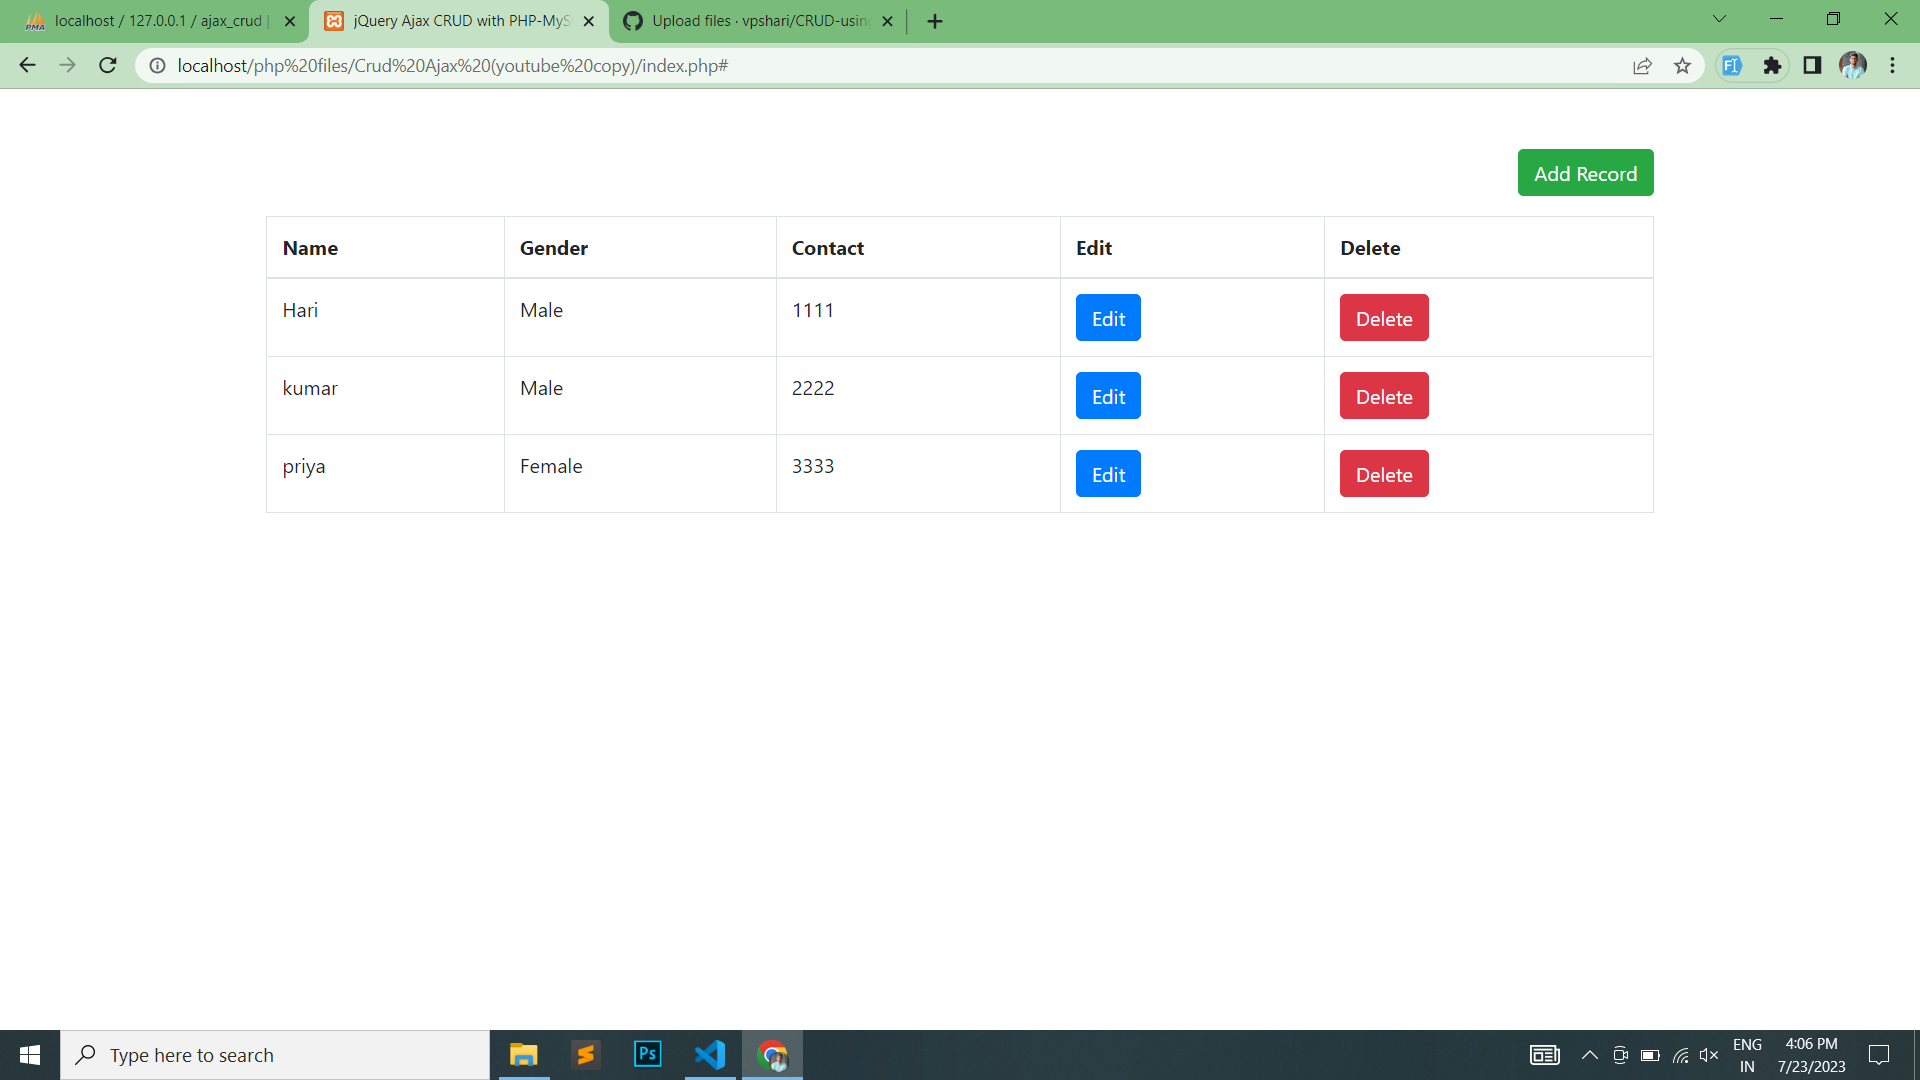 localhost / 127.0.0.1 / ajax_crud |
jQuery Ajax CRUD with PHP-MyS
Upload files · vpshari/CRUD-using
localhost/php%20files/Crud%20Ajax%20(youtube%20copy)/index.php#
Add Record
Name Gender Contact Edit Delete
Hari Male 1111 Edit Delete
kumar Male 2222 Edit Delete
priya Female 3333 Edit Delete
Type here to search
Ps
ENG
IN
4:06 PM
7/23/2023